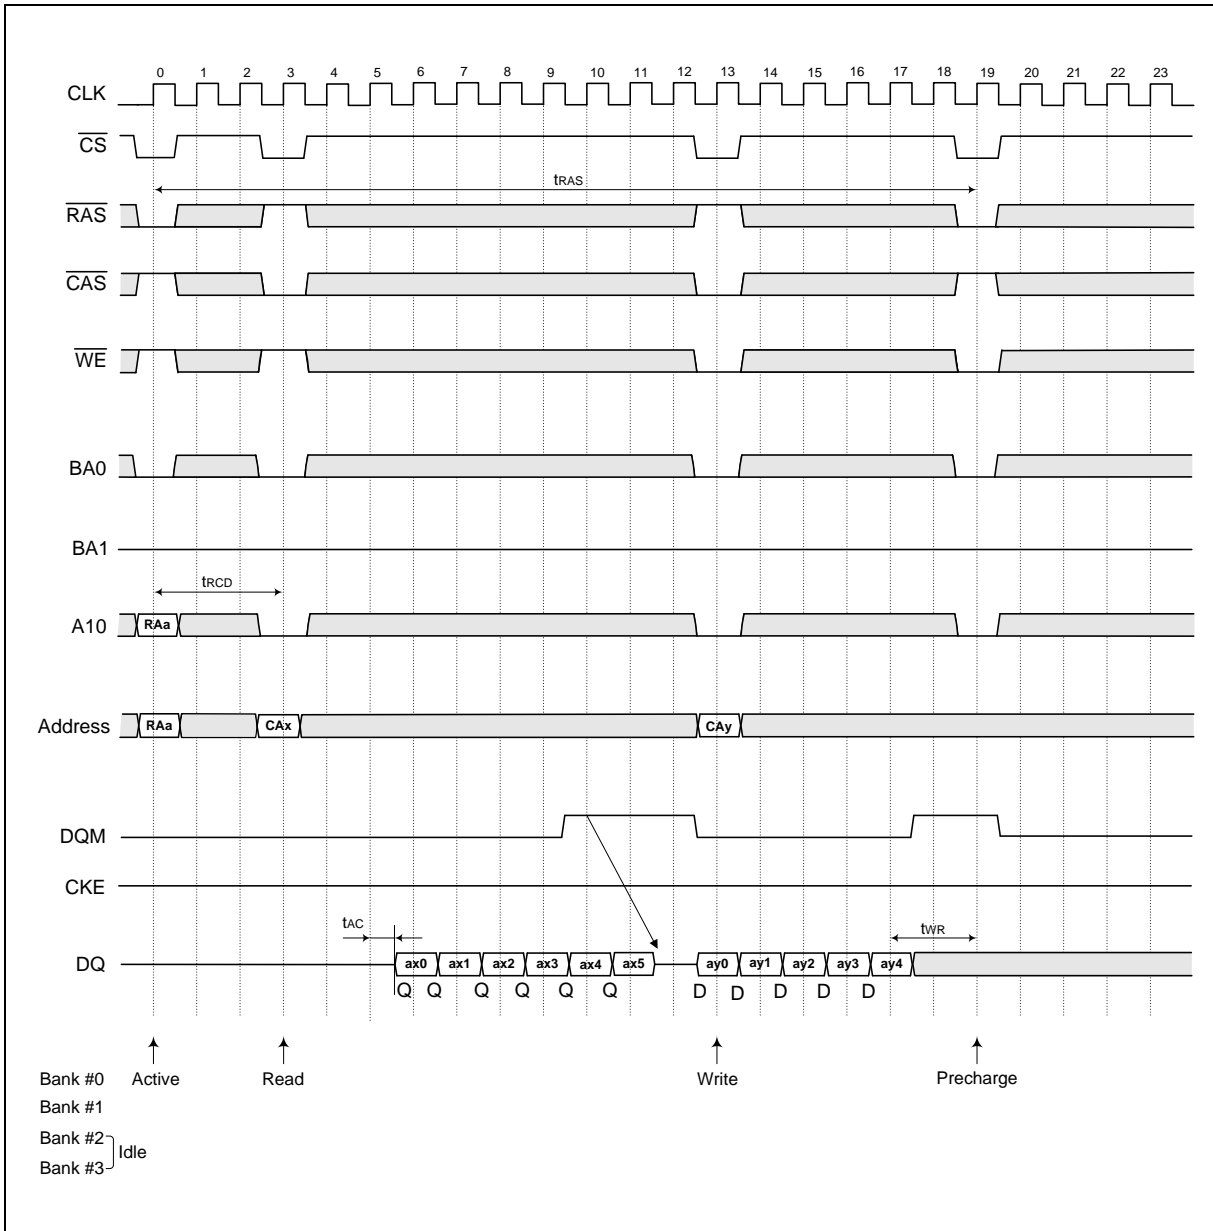 0 1 2 3 4 5 6 7 8 9 10 11 12 13 14 15 16 17 18 19 20 21 22 23
CLK
CS
tRAS
RAS
CAS
WE
BA0
BA1
tRCD
A10 RAa
Address RAa CAx CAy
DQM
CKE
tAC tWR
DQ ax0 ax1 ax2 ax3 ax4 ax5 ay0 ay1 ay2 ay3 ay4
Q Q Q Q Q Q D D D D D
Bank #0 Active Read Write Precharge
Bank #1
Bank #2
Idle
Bank #3